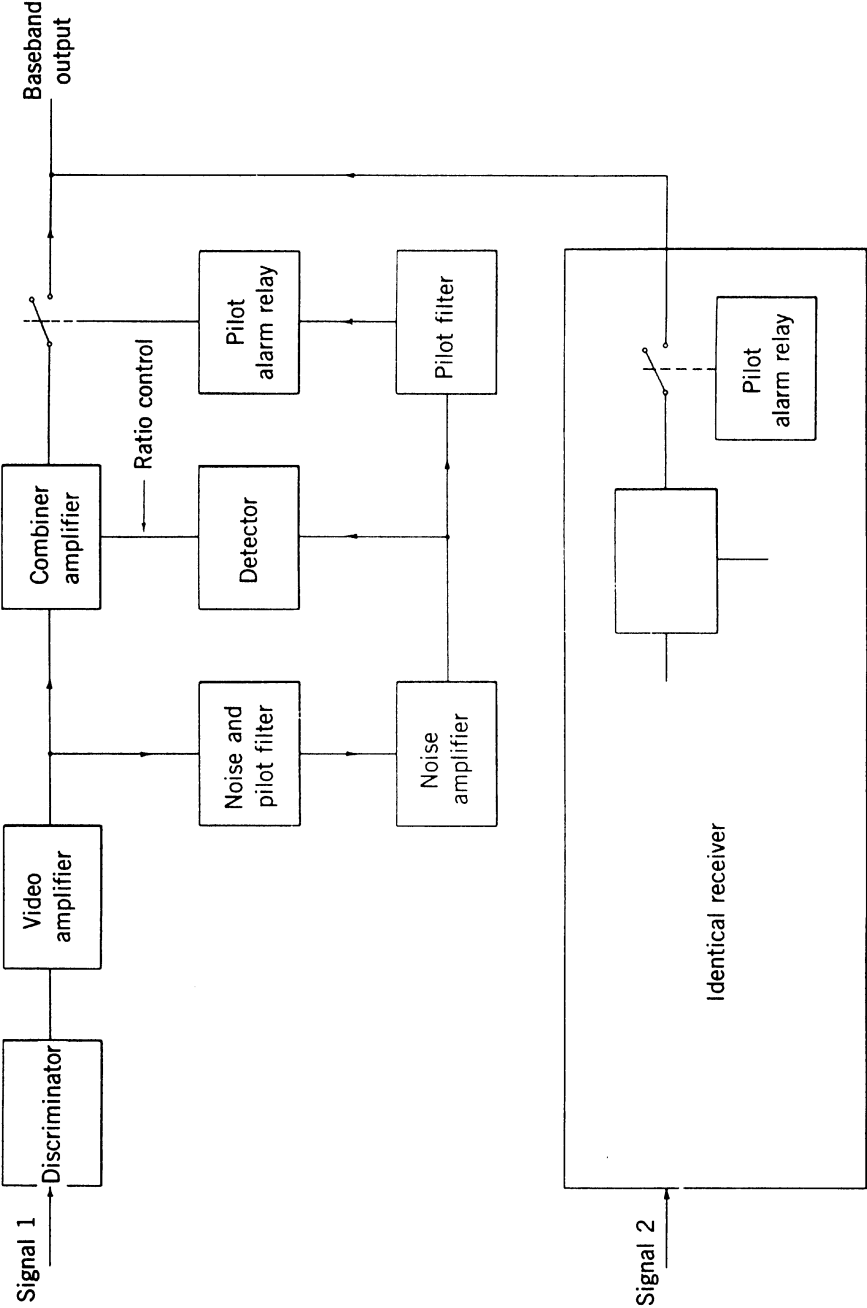 Signal 1
Discriminator
Video
amplifier
Combiner
amplifier
Baseband
output
Ratio control
Noise and
pilot filter
Detector
Pilot
alarm relay
Noise
amplifier
Pilot filter
Signal 2
Identical receiver
Pilot
alarm relay